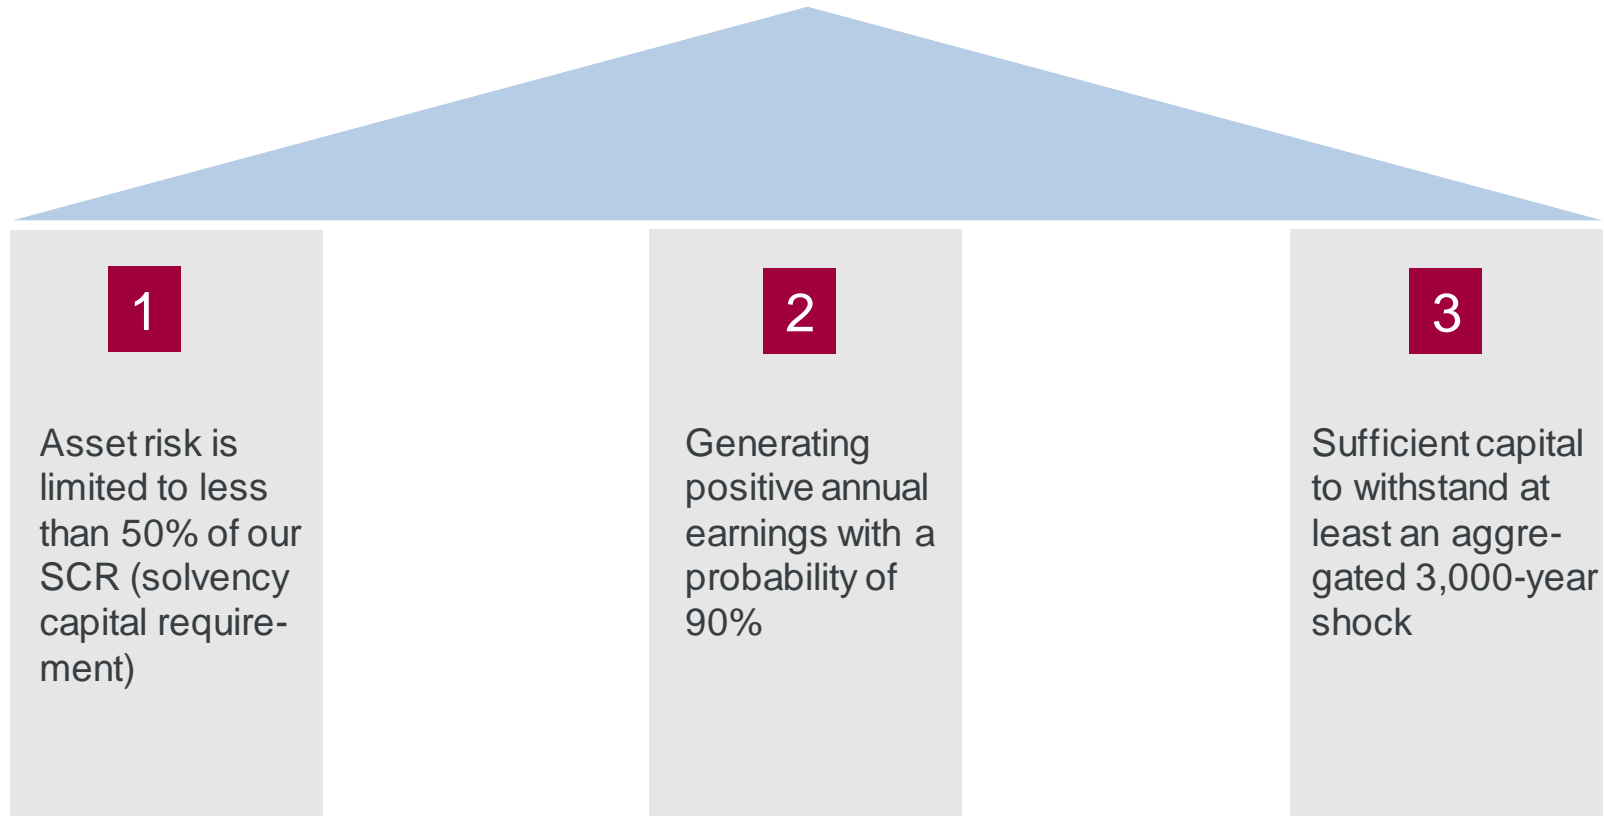 1
Asset risk is
limited to less
than 50% of our
SCR (solvency
capital require-
ment)
2
Generating
positive annual
earnings with a
probability of
90%
3
Sufficient capital
to withstand at
least an aggre-
gated 3,000-year
shock